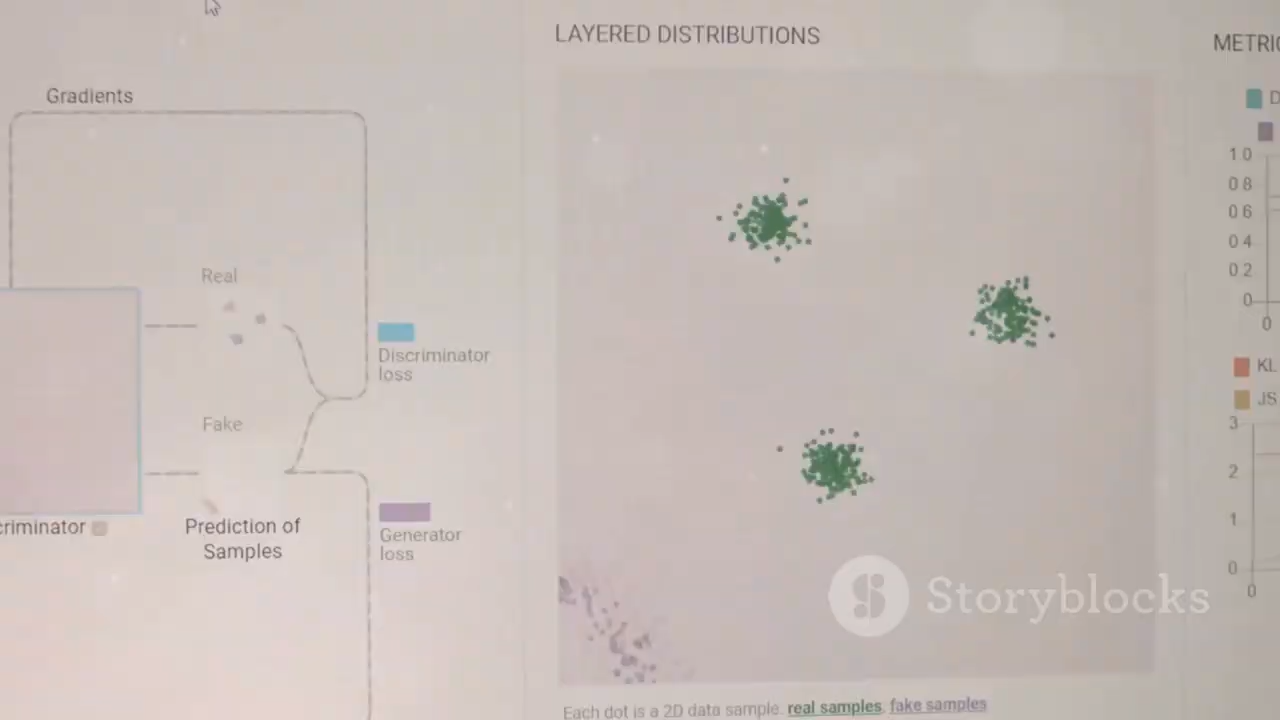 LAYERED DISTRIBUTIONS
METRIC
Gradients
D
1.0
0.8
0.6
0.4
0.2
0
0
Real
Discriminator
loss
KL
JS
Fake
3
2
1
0
0
criminator
Prediction of
Samples
Generator
loss
Storyblocks
Each dot is a 2D data sample: real samples; fake samples